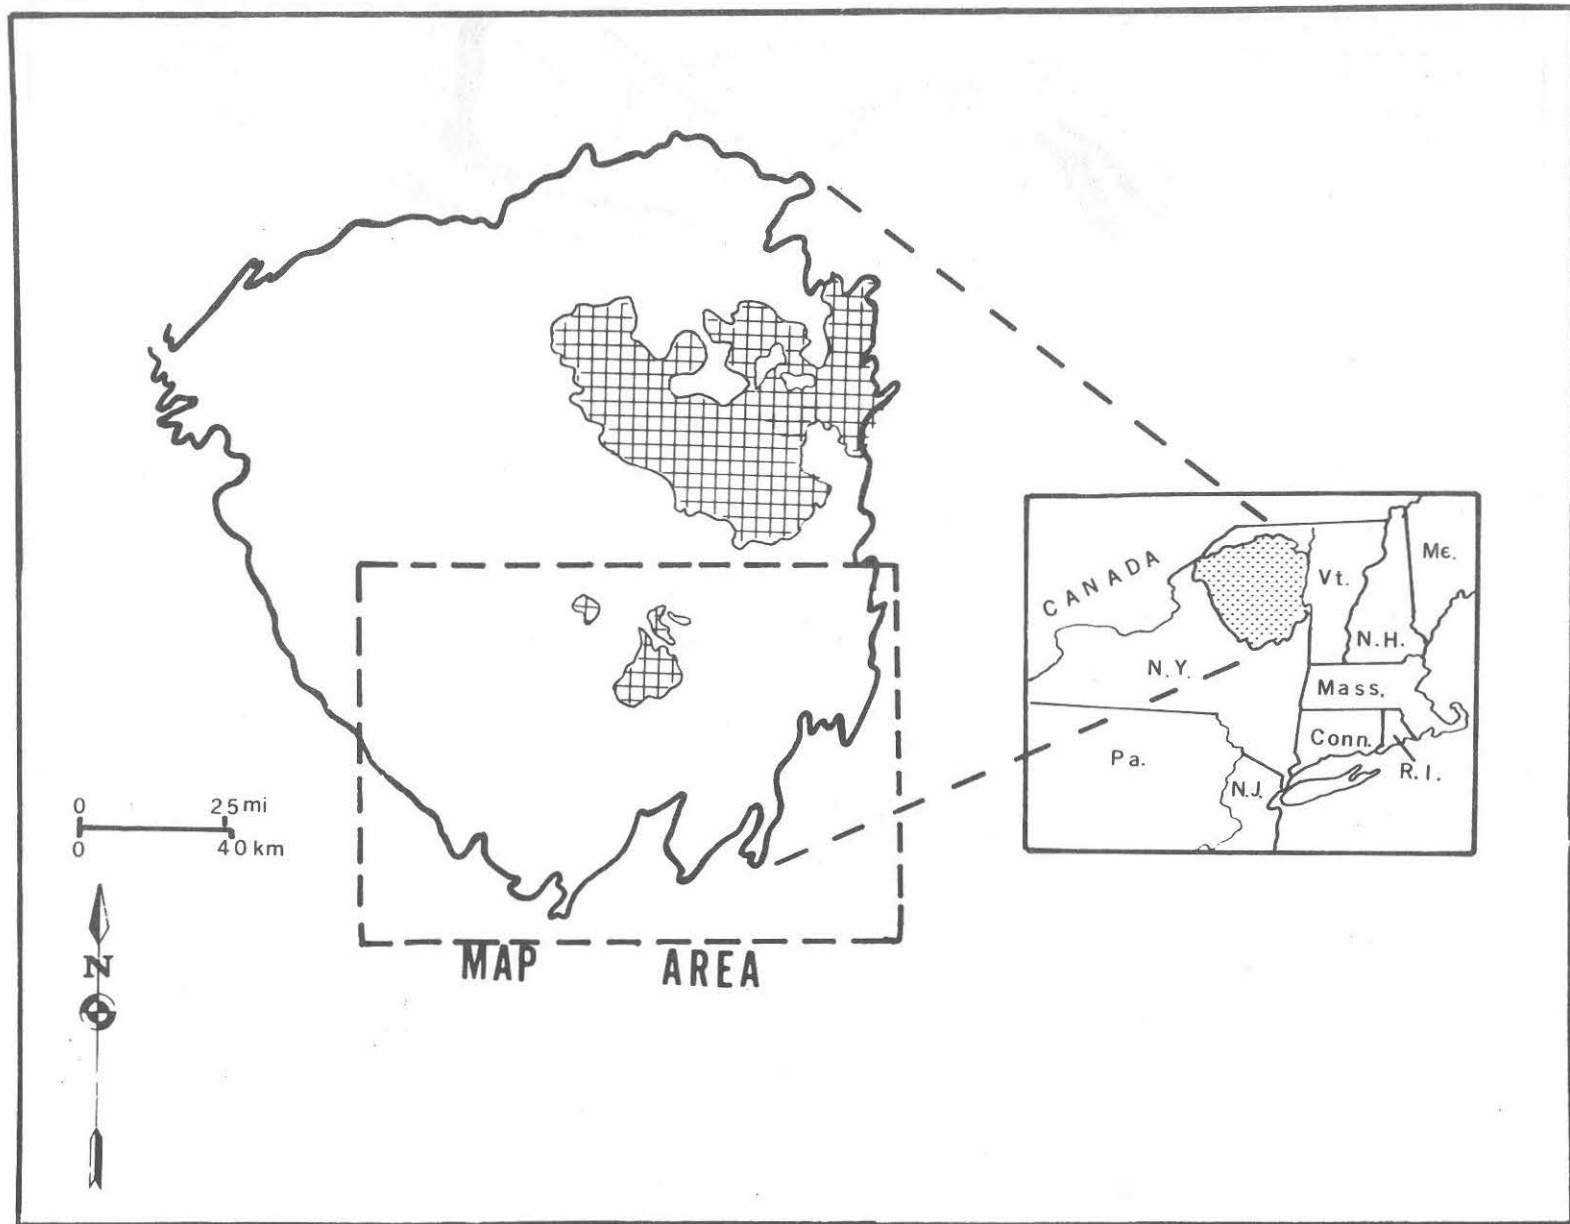 CANADA
Me.
Vt.
N.H.
N.Y.
Mass.
Conn.
R.I.
Pa.
N.J.
0 25 mi
0 40 km
N
MAP AREA